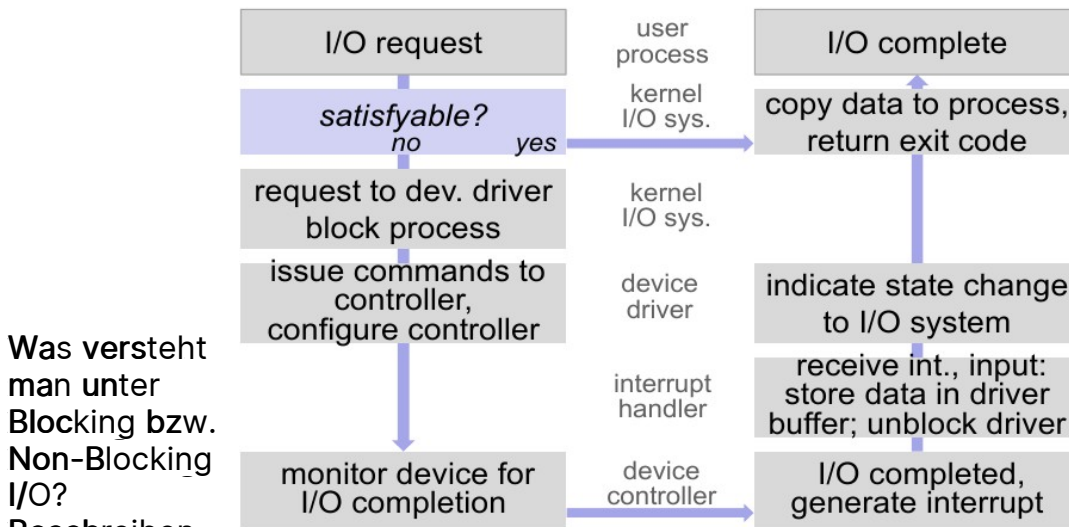 I/O request
user
process
I/O complete
satisfyable?
no
yes
kernel
I/O sys.
copy data to process,
return exit code
request to dev. driver
block process
kernel
I/O sys.
issue commands to
controller,
configure controller
device
driver
indicate state change
to I/O system
interrupt
handler
receive int., input:
store data in driver
buffer; unblock driver
monitor device for
I/O completion
device
controller
I/O completed,
generate interrupt
Was versteht
man unter
Blocking bzw.
Non-Blocking
I/O?